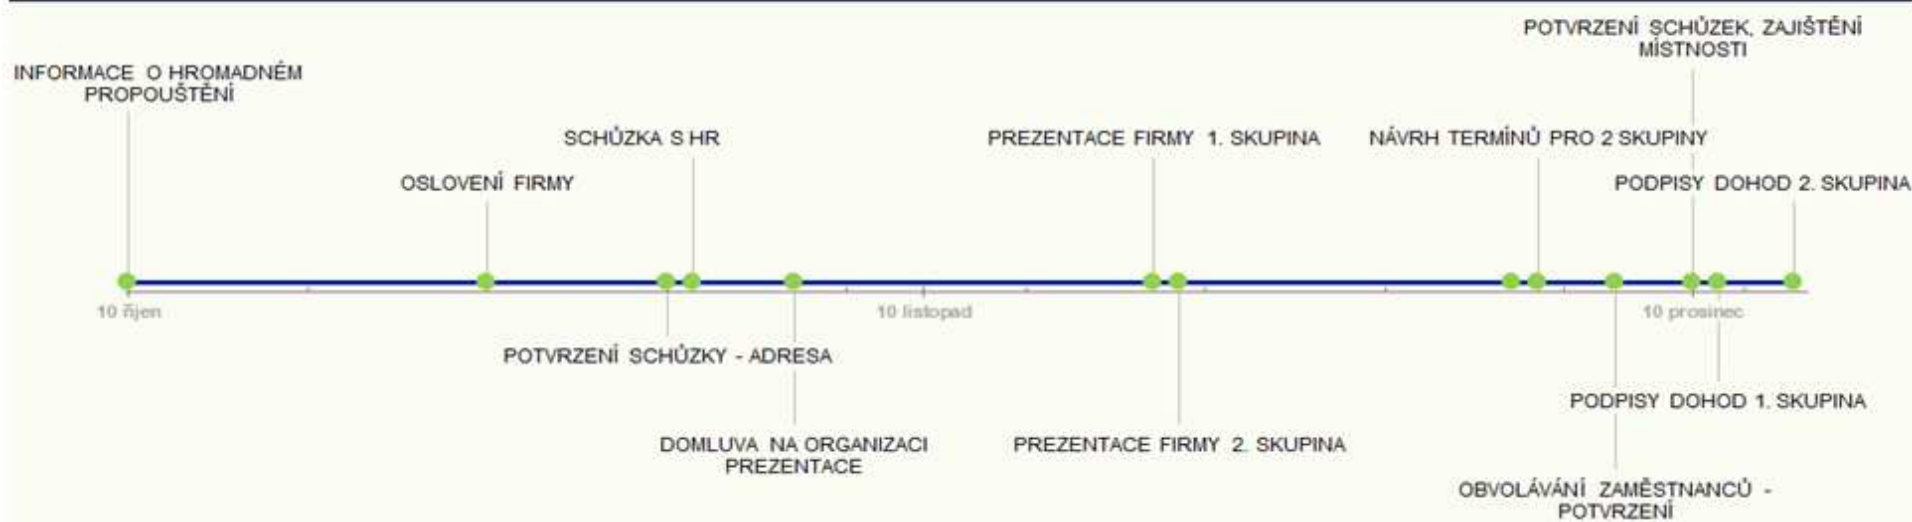 POTVRZENÍ SCHŮZEK, ZAJIŠTĚNÍ
MÍSTNOSTI
INFORMACE O HROMADNÉM
PROPOUŠTĚNÍ
SCHŮZKA S HR
PREZENTACE FIRMY 1. SKUPINA
NÁVRH TERMÍNŮ PRO 2 SKUPINY
OSLOVENÍ FIRMY
PODPISY DOHOD 2. SKUPINA
10 říjen
10 listopad
10 prosinec
POTVRZENÍ SCHŮZKY - ADRESA
PODPISY DOHOD 1. SKUPINA
DOMLUVA NA ORGANIZACI
PREZENTACE
PREZENTACE FIRMY 2. SKUPINA
OBVOLÁVÁNÍ ZAMĚSTNANCŮ -
POTVRZENÍ